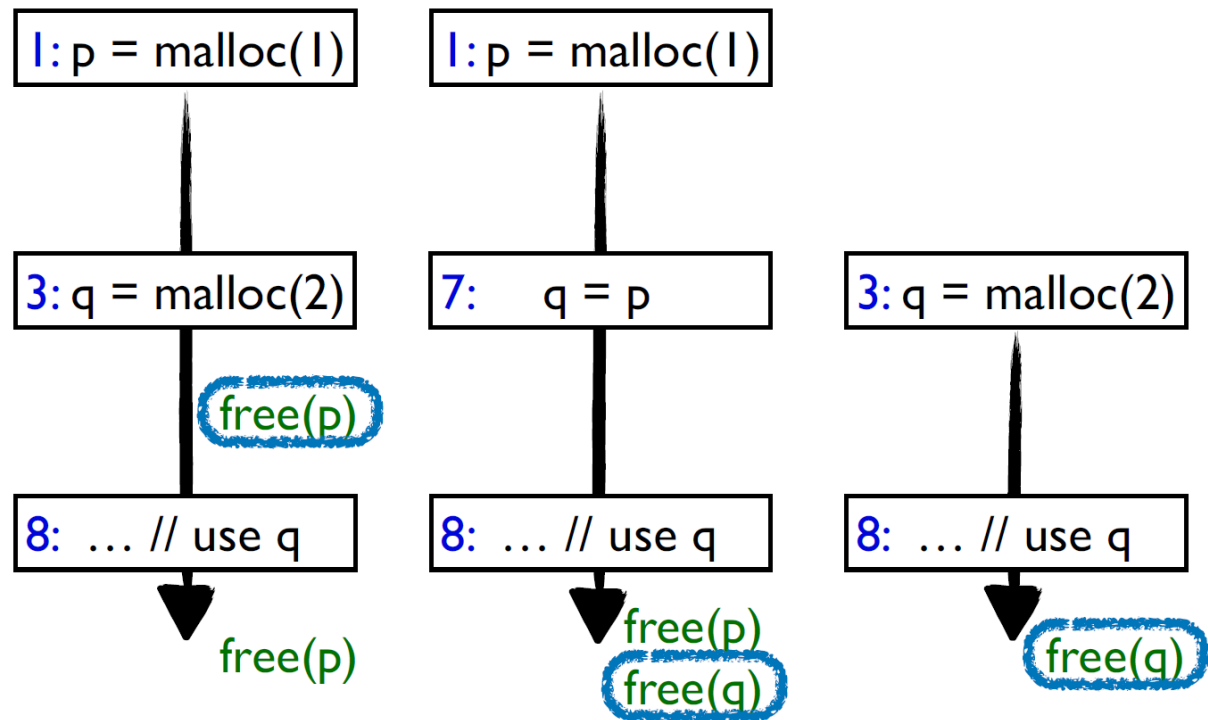 1: p = malloc(1)
3: q = malloc(2)
free(p)
8: … // use q
free(p)
1: p = malloc(1)
7: q = p
8: … // use q
free(p)
free(q)
3: q = malloc(2)
8: … // use q
free(q)